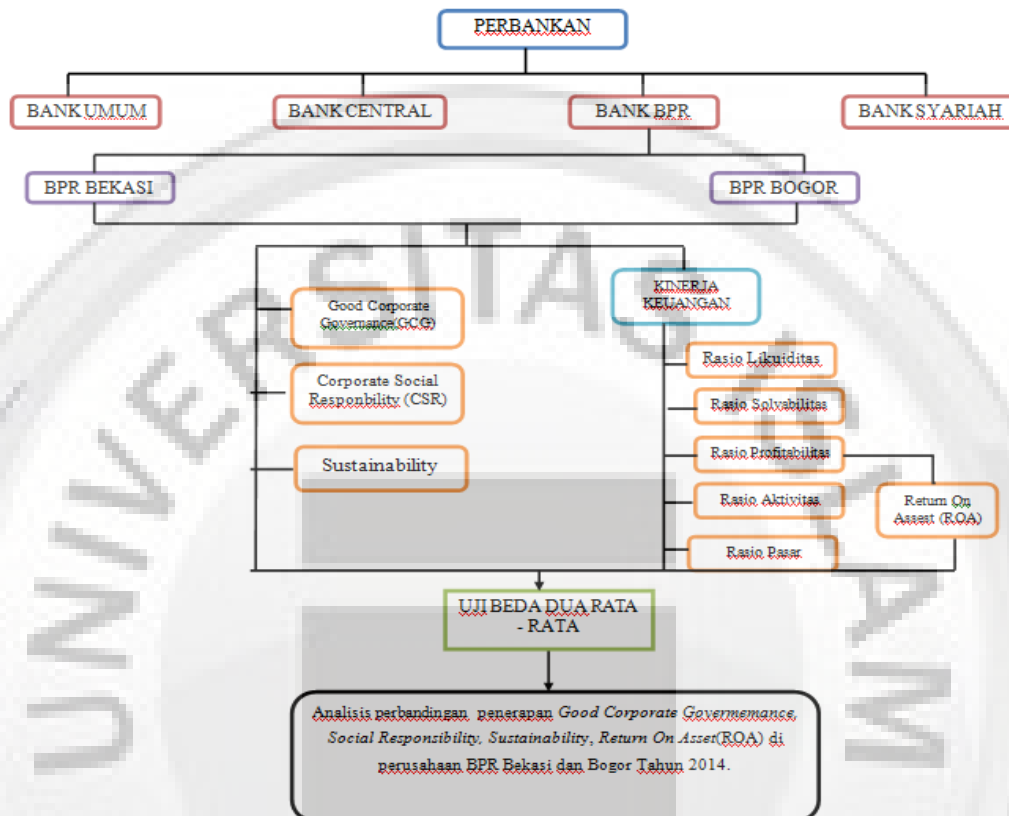 PERBANKAN
BANK UMUM
BANK CENTRAL
BANK BPR
BANK SYARIAH
BPR BEKASI
BPR BOGOR
Good Corporate
Governance(GCG)
Corporate Social
Responbility (CSR)
Sustainability
KINERJA
KEUANGAN
Rasio Likuiditas
Rasio Solvabilitas
Rasio Profitabilitas
Rasio Aktivitas
Rasio Pasar
Return On
Assest (ROA)
UJI BEDA DUA RATA
- RATA
Analisis perbandingan penerapan Good Corporate Governemance,
Social Responsibility, Sustainability, Return On Asset(ROA) di
perusahaan BPR Bekasi dan Bogor Tahun 2014.
UNIVERSITAS ISLAM